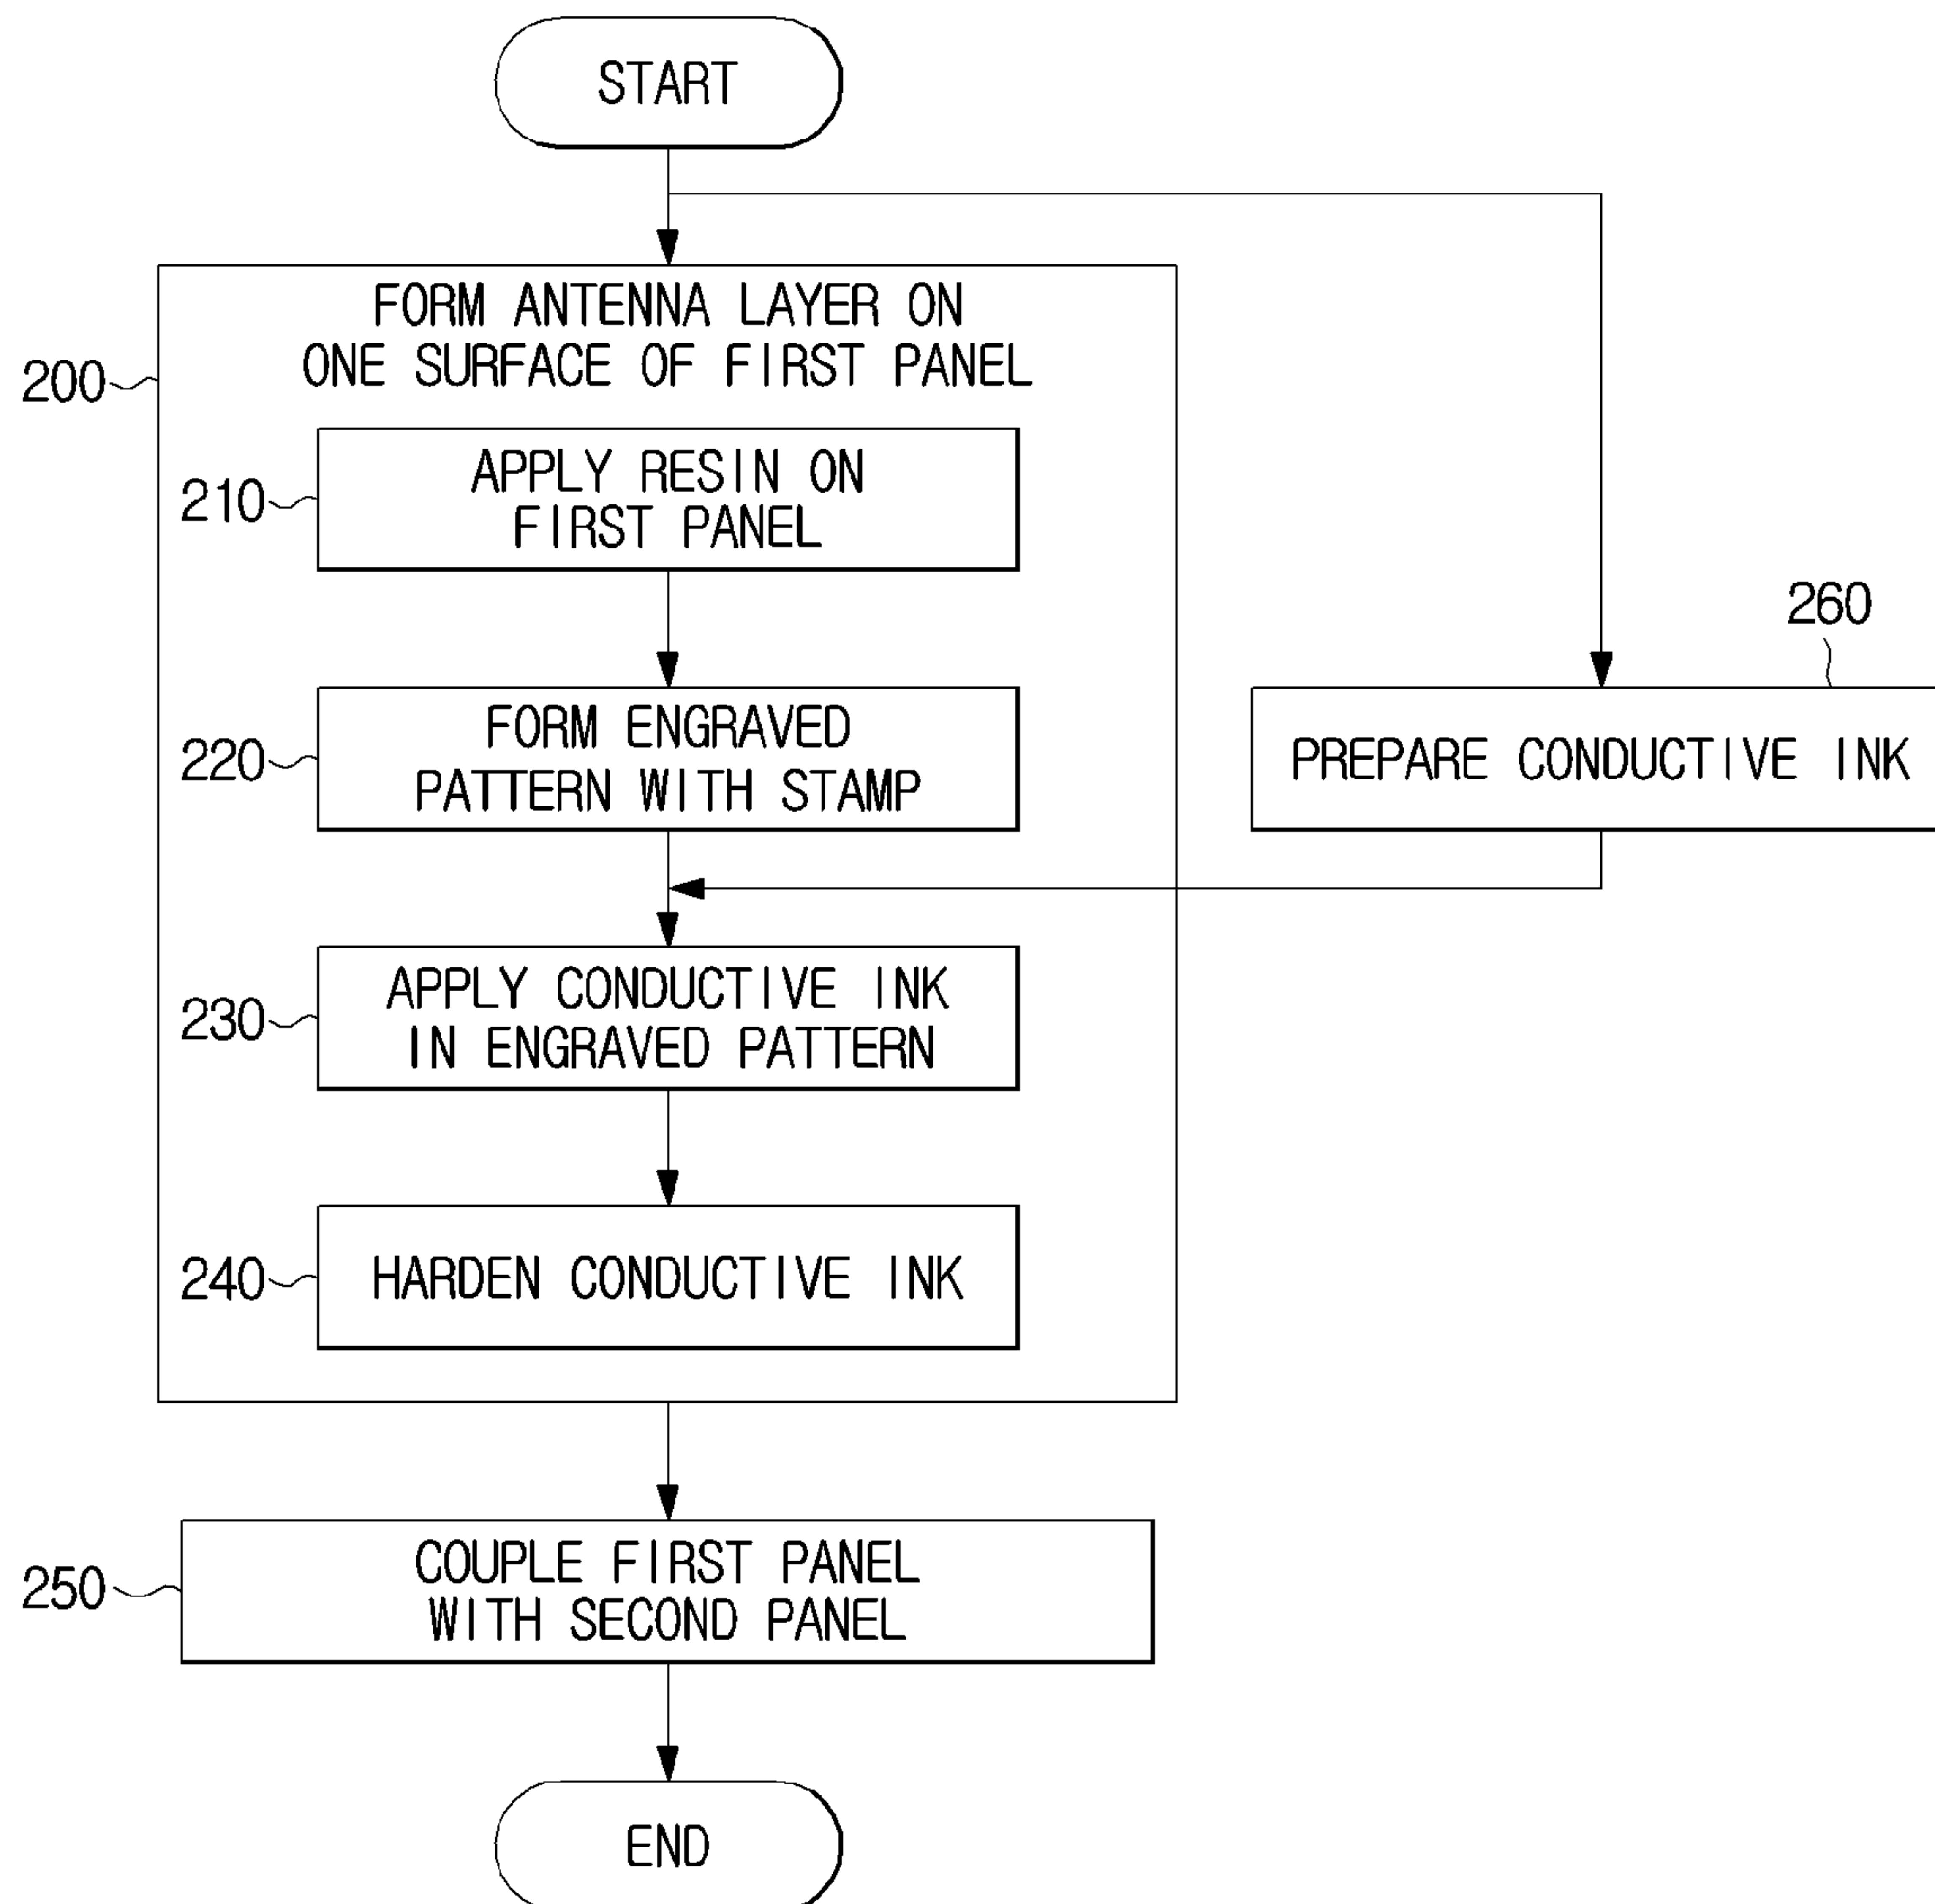 START
FORM ANTENNA LAYER ON
ONE SURFACE OF FIRST PANEL
200
APPLY RESIN ON
FIRST PANEL
210
260
FORM ENGRAVED
PATTERN WITH STAMP
220
PREPARE CONDUCTIVE INK
APPLY CONDUCTIVE INK
IN ENGRAVED PATTERN
230
240
HARDEN CONDUCTIVE INK
COUPLE FIRST PANEL
WITH SECOND PANEL
250
END